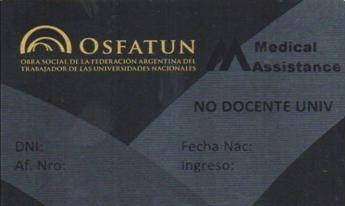 OSFATUN
OBRA SOCIAL DE LA FEDERACIÓN ARGENTINA DEL
TRABAJADOR DE LAS UNIVERSIDADES NACIONALES
Medical
Assistance
NO DOCENTE UNIV
DNI:
Fecha Nac:
Af. Nro:
Ingreso: